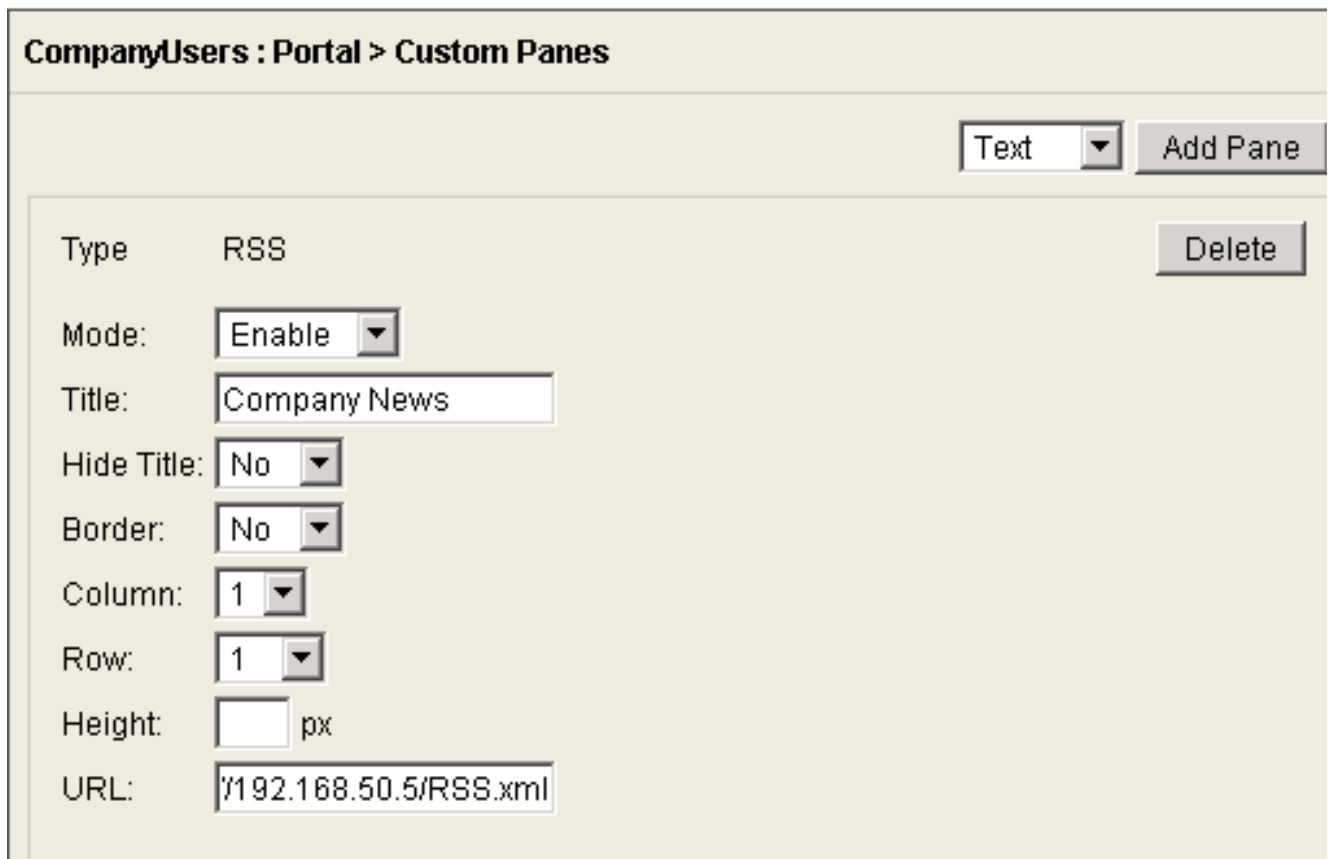 CompanyUsers : Portal > Custom Panes
Text Add Pane
Type RSS Delete
Mode: Enable
Title: Company News
Hide Title: No
Border: No
Column: 1
Row: 1
Height: px
URL: /192.168.50.5/RSS.xml